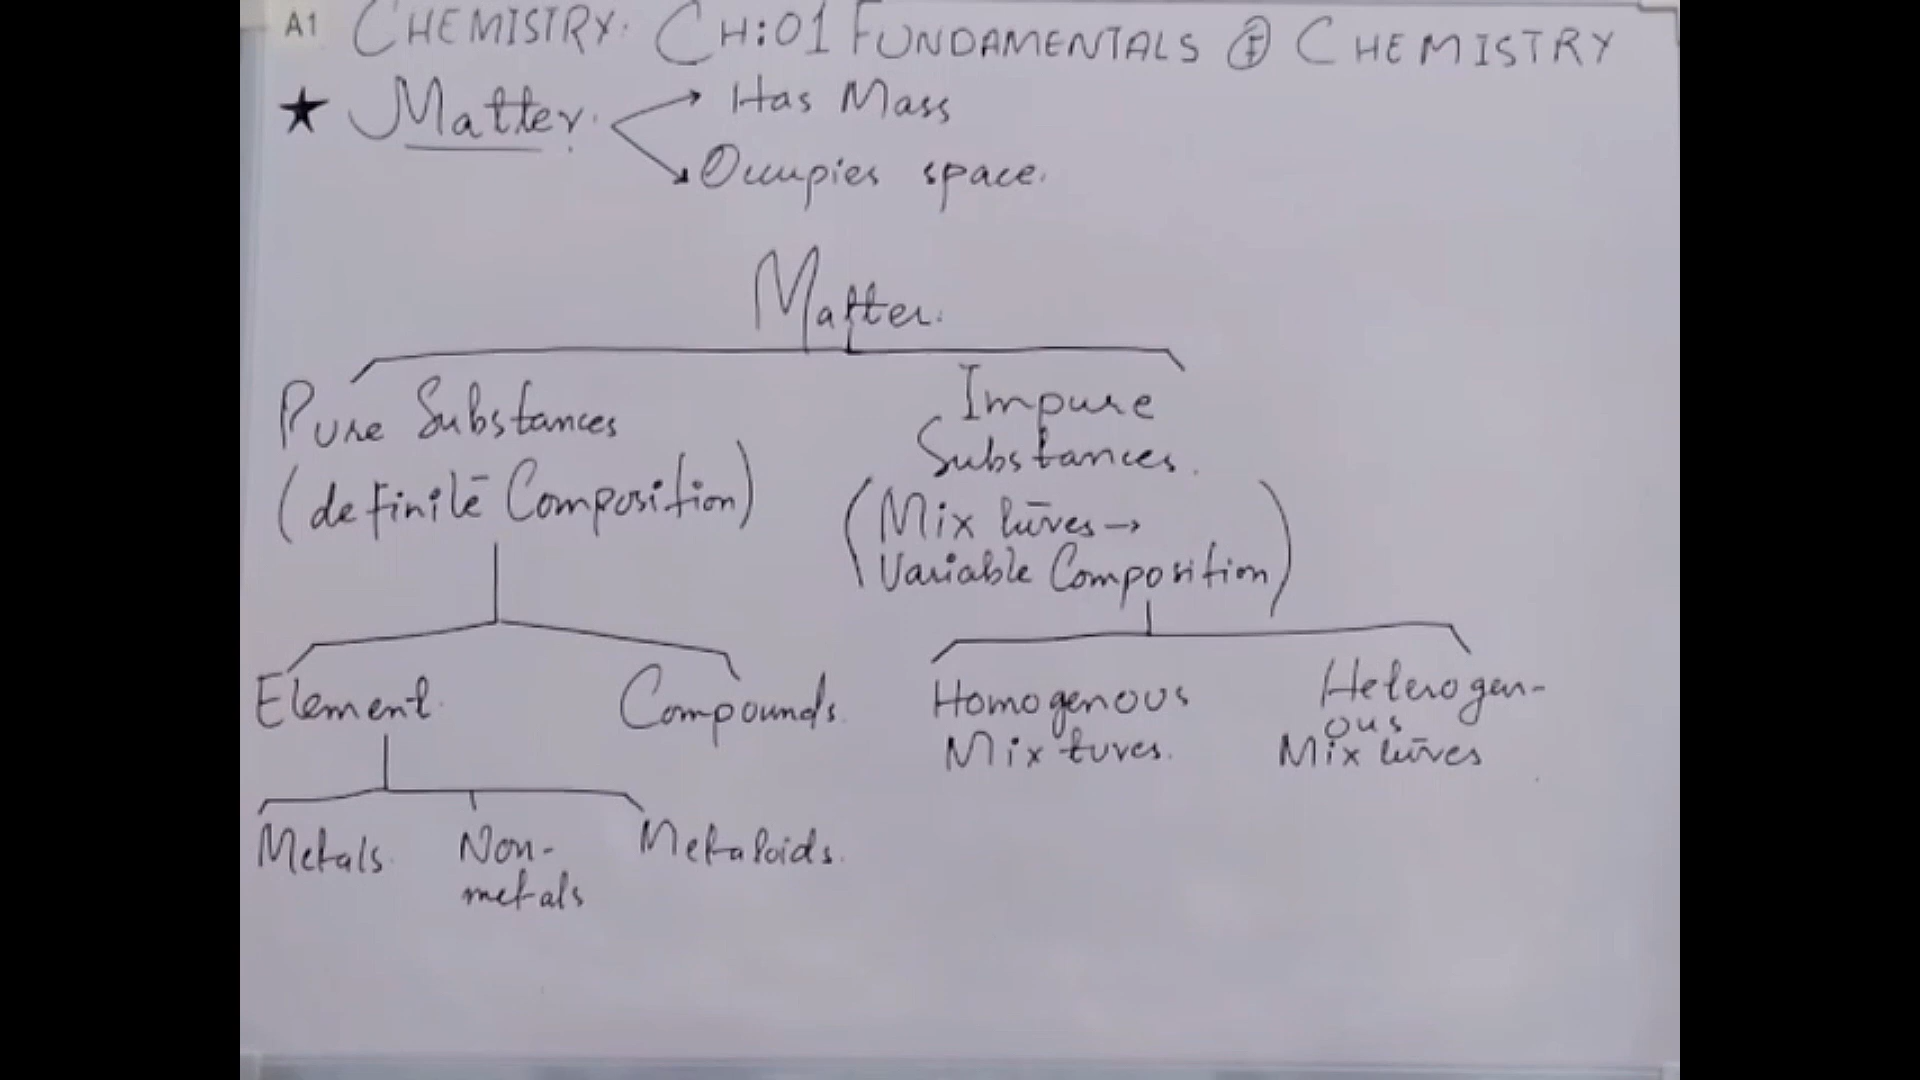 A1 CHEMISTRY. CH:01 FUNDAMENTALS OF CHEMISTRY
★ Matter. → Has Mass
→ Occupies space.
Matter.
Pure Substances
(definite Composition)
Impure
Substances.
(Mixtures →
Variable Composition)
Element.
Compounds.
Homogenous
Mixtures.
Heterogen-
ous
Mixtures
Metals.
Non-
metals
Metaloids.